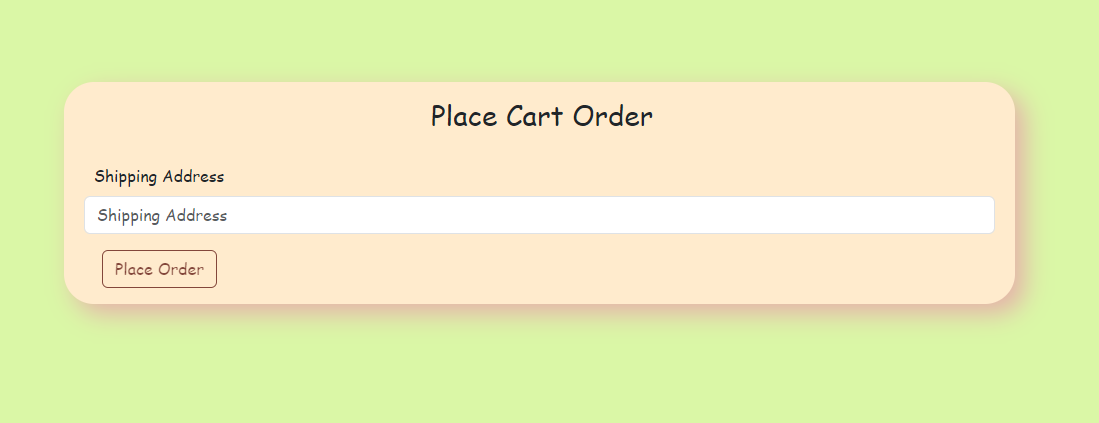 Place Cart Order
Shipping Address
Shipping Address
Place Order